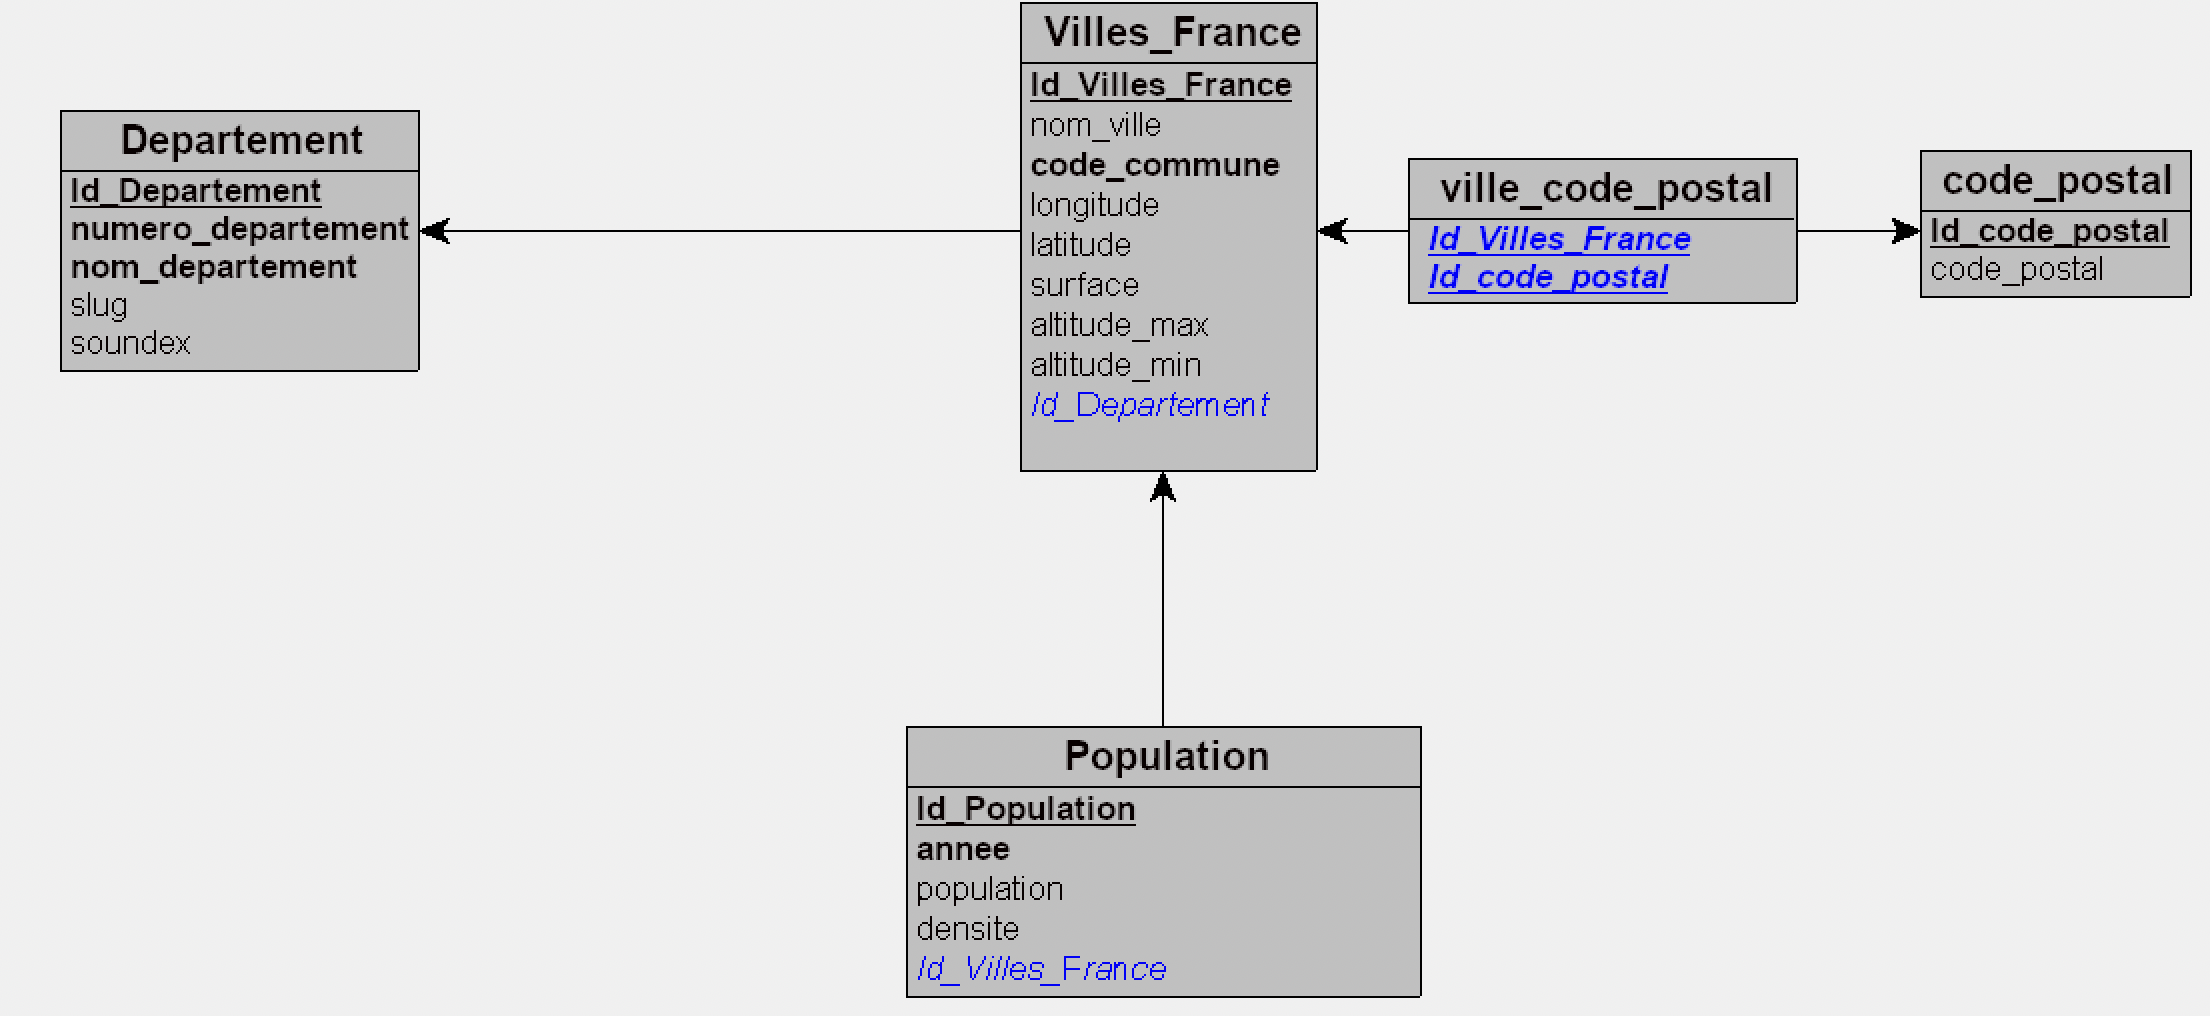 Departement
Id_Departement
numero_departement
nom_departement
slug
soundex
Villes_France
Id_Villes_France
nom_ville
code_commune
longitude
latitude
surface
altitude_max
altitude_min
Id_Departement
ville_code_postal
Id_Villes_France
Id_code_postal
code_postal
Id_code_postal
code_postal
Population
Id_Population
annee
population
densite
Id_Villes_France